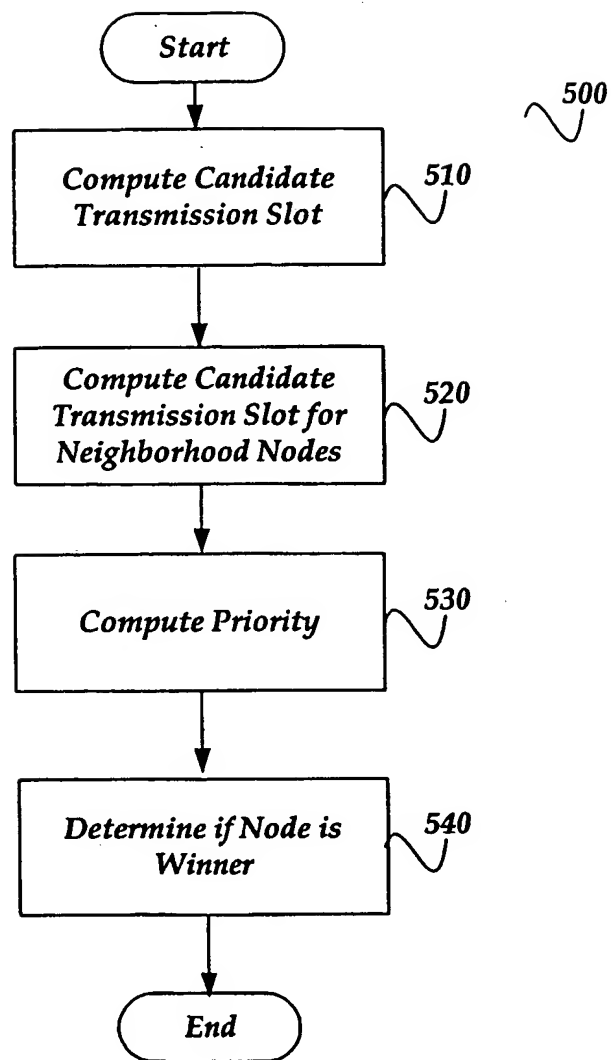 Start
500
Compute Candidate
Transmission Slot
510
Compute Candidate
Transmission Slot for
Neighborhood Nodes
520
Compute Priority
530
Determine if Node is
Winner
540
End